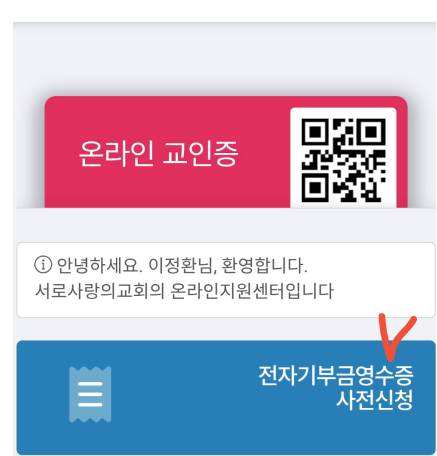 온라인 교인증
안녕하세요. 이정환님, 환영합니다.
서로사랑의교회의 온라인지원센터입니다
전자기부금영수증
사전신청